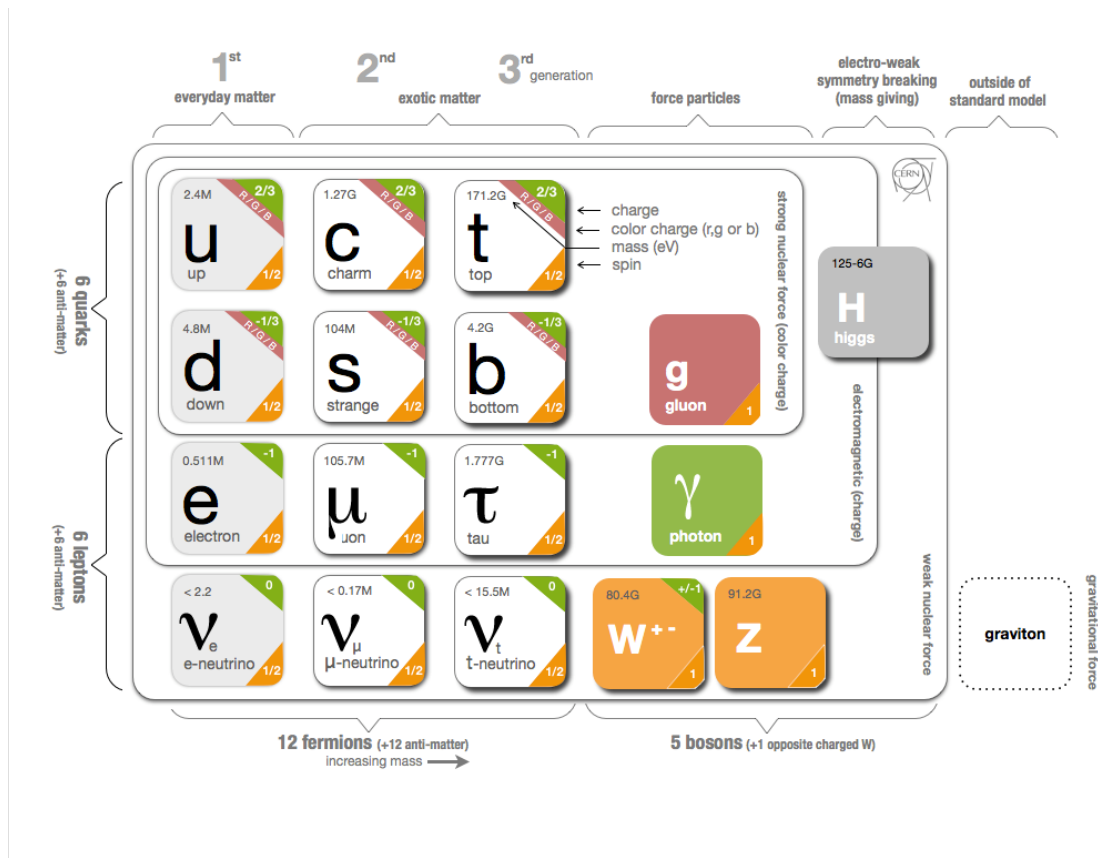 1st
2nd
3rd generation
everyday matter
exotic matter
force particles
electro-weak
symmetry breaking
(mass giving)
outside of
standard model
6 quarks
(+6 anti-matter)
6 leptons
(+6 anti-matter)
2.4M
2/3
R/G/B
u
up
1/2
1.27G
2/3
R/G/B
c
charm
1/2
171.2G
2/3
R/G/B
t
top
1/2
charge
color charge (r,g or b)
mass (eV)
spin
strong nuclear force (color charge)
CERN
125-6G
H
higgs
4.8M
-1/3
R/G/B
d
down
1/2
104M
-1/3
R/G/B
s
strange
1/2
4.2G
-1/3
R/G/B
b
bottom
1/2
g
gluon
1
electromagnetic (charge)
0.511M
-1
e
electron
1/2
105.7M
-1
μ
uon
1/2
1.777G
-1
τ
tau
1/2
γ
photon
1
weak nuclear force
< 2.2
0
νe
e-neutrino
1/2
< 0.17M
0
νμ
μ-neutrino
1/2
< 15.5M
0
νt
t-neutrino
1/2
80.4G
+/-1
W+-
1
91.2G
Z
1
graviton
gravitational force
12 fermions (+12 anti-matter)
increasing mass
5 bosons (+1 opposite charged W)